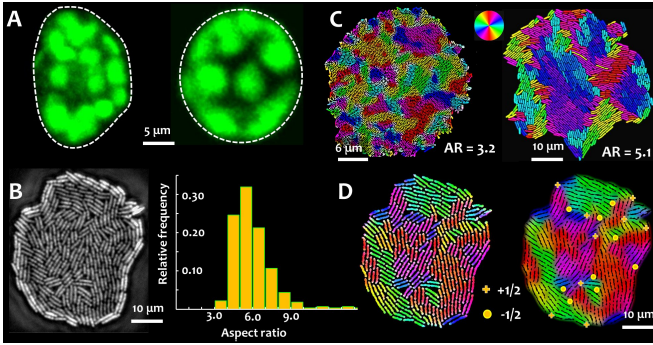 A
5 µm
C
6 µm
AR = 3.2
10 µm
AR = 5.1
B
10 µm
Relative frequency
0.30
0.20
0.10
3.0
6.0
9.0
Aspect ratio
D
+1/2
-1/2
10 µm